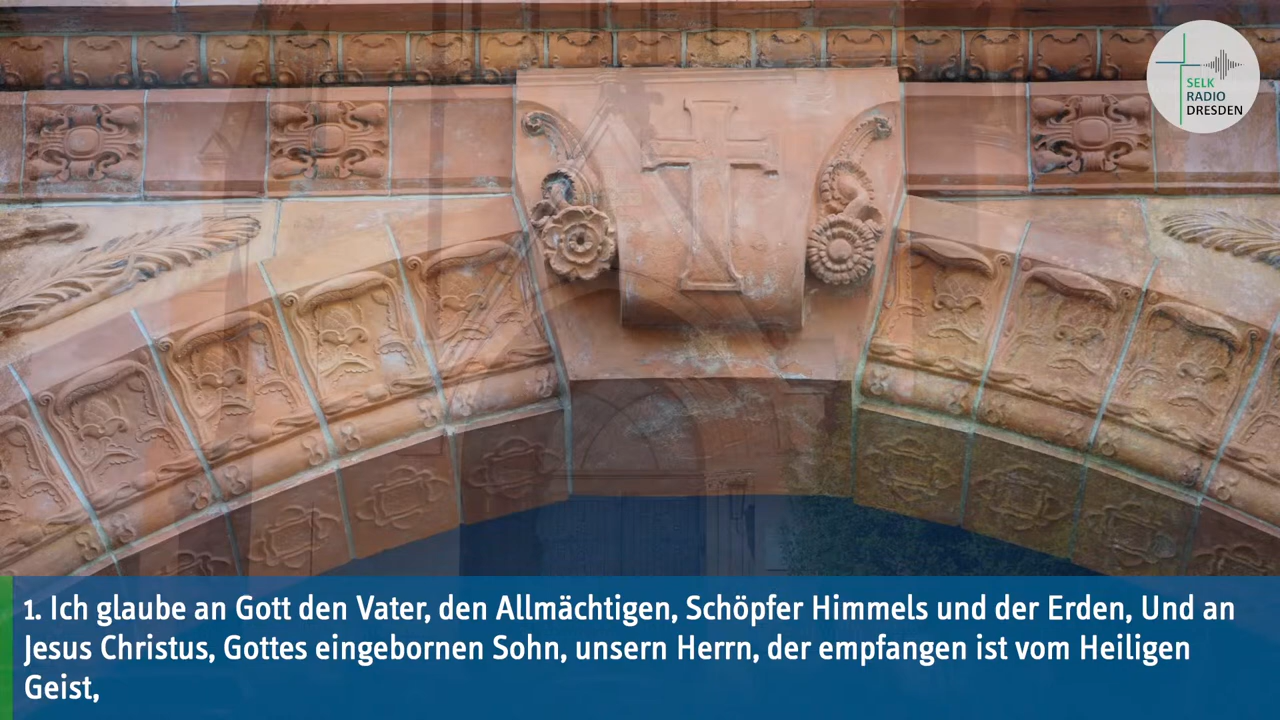 SELK
RADIO
DRESDEN
1. Ich glaube an Gott den Vater, den Allmächtigen, Schöpfer Himmels und der Erden, Und an
Jesus Christus, Gottes eingebornen Sohn, unsern Herrn, der empfangen ist vom Heiligen
Geist,